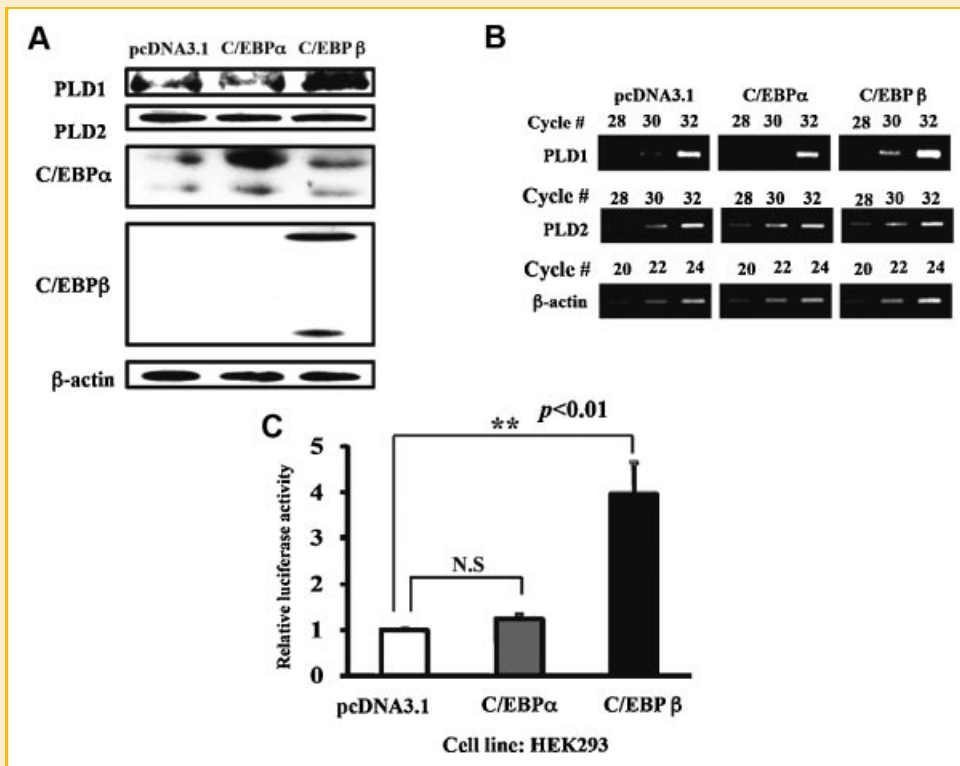 A
pcDNA3.1 C/EBPα C/EBP β
PLD1
PLD2
C/EBPα
C/EBPβ
β-actin
B
pcDNA3.1 C/EBPα C/EBP β
Cycle # 28 30 32 28 30 32 28 30 32
PLD1
Cycle # 28 30 32 28 30 32 28 30 32
PLD2
Cycle # 20 22 24 20 22 24 20 22 24
β-actin
C
p<0.01
**
N.S
Relative luciferase activity
5
4
3
2
1
0
pcDNA3.1 C/EBPα C/EBP β
Cell line: HEK293